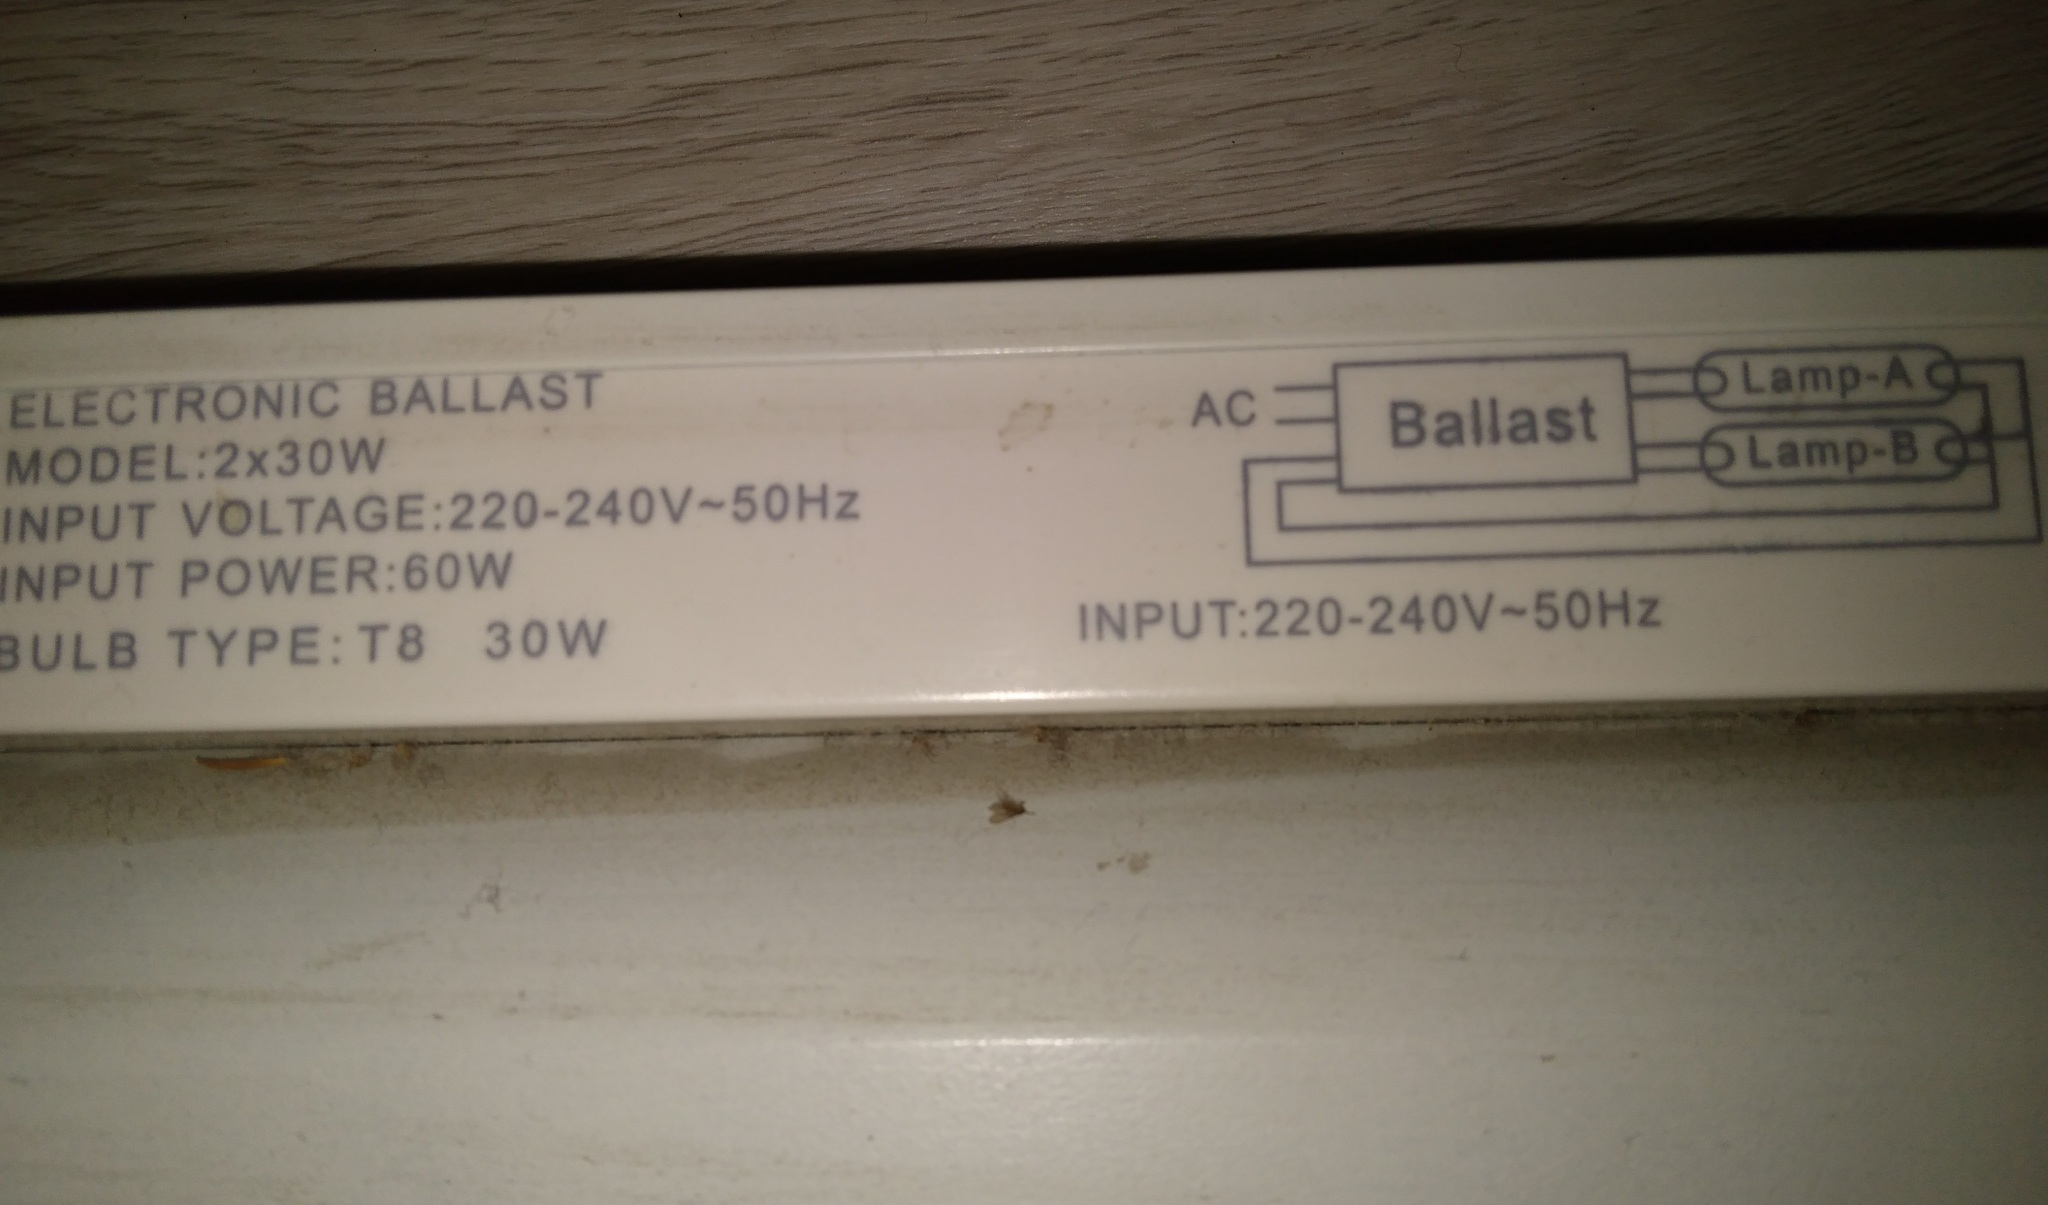 ELECTRONIC BALLAST
MODEL:2x30W
INPUT VOLTAGE:220-240V~50Hz
INPUT POWER:60W
BULB TYPE:T8 30W
AC
Ballast
Lamp-A
Lamp-B
INPUT:220-240V~50Hz